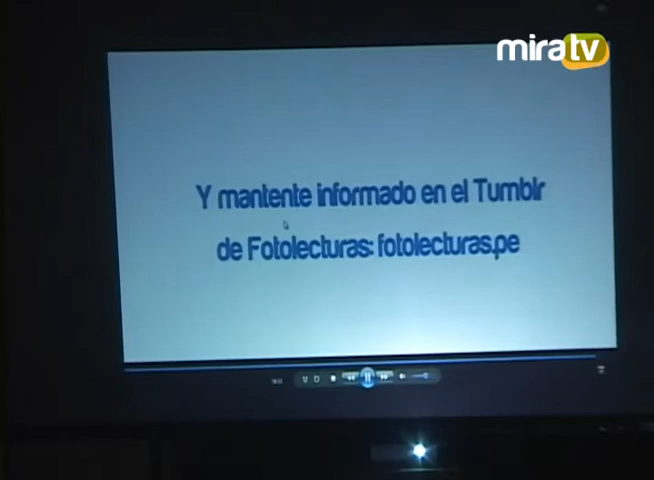 miratv
Y mantente informado en el Tumblr
de Fotolecturas: fotolecturas.pe